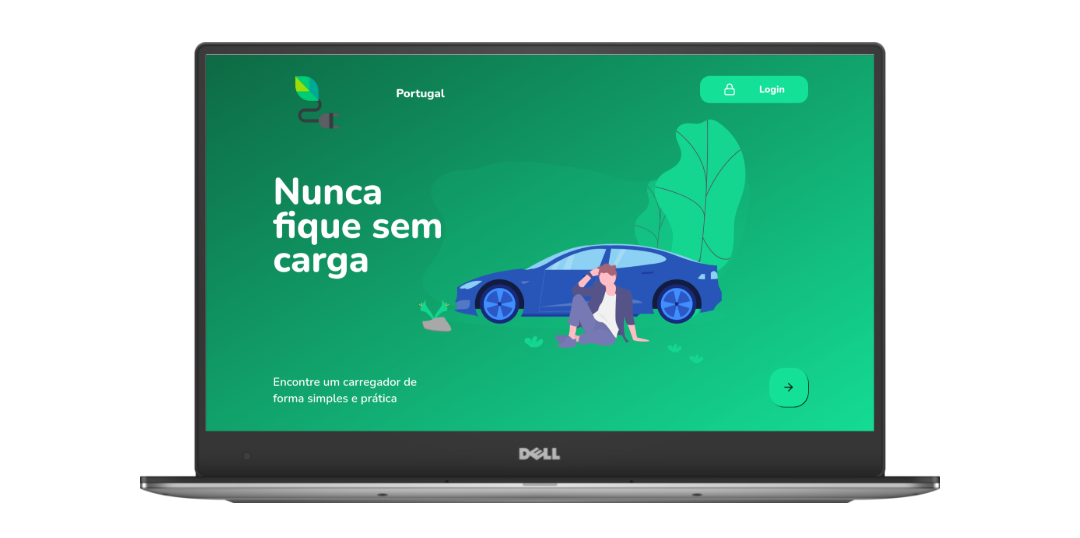 Portugal
Login
Nunca
fique sem
carga
Encontre um carregador de
forma simples e prática
DELL